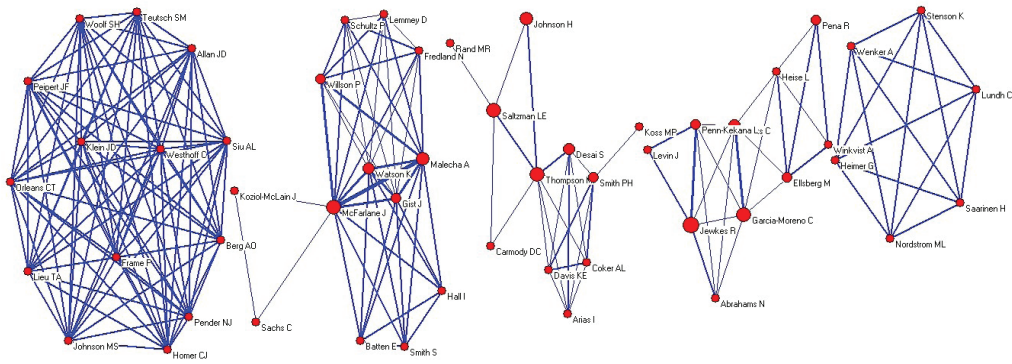 Woolf SH
Teutsch SM
Allan JD
Peipert JF
Klein JD
Westhoff C
Siu AL
Orleans CT
Berg AO
Frame P
Lieu TA
Pender NJ
Johnson MS
Homer CJ
Koziol-McLain J
Sachs C
Schultz P
Lemmey D
Fredland N
Willson P
Watson K
Malecha A
McFarlane J
Gist J
Hall I
Batten E
Smith S
Rand MR
Johnson H
Saltzman LE
Desai S
Thompson
Smith PH
Carmody DC
Davis KE
Coker AL
Arias I
Koss MP
Levin J
Penn-Kekana L
s C
Jewkes R
Garcia-Moreno C
Abrahams N
Pena R
Heise L
Ellsberg M
Winkvist A
Stenson K
Wenker A
Lundh C
Heimer G
Saarinen H
Nordstrom ML